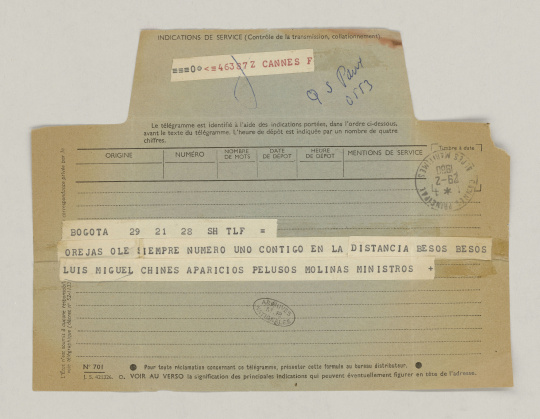 INDICATIONS DE SERVICE (Contrôle de la transmission, collationnement)
===0°<=46387Z CANNES F
0553
Le télégramme est identifié à l'aide des indications portées, dans l'ordre ci-dessous,
avant le texte du télégramme. L'heure de dépôt est indiquée par un nombre de quatre
chiffres.
Timbre à date
ORIGINE NUMÉRO NOMBRE DE MOTS DATE DE DÉPOT HEURE DE DÉPOT MENTIONS DE SERVICE
BOGOTA 29 21 28 SH TLF =
OREJAS OLE SIEMPRE NUMERO UNO CONTIGO EN LA DISTANCIA BESOS BESOS
LUIS MIGUEL CHINES APARICIOS PELUSOS MOLINAS MINISTROS +
N° 701 Pour toute réclamation concernant ce télégramme, présenter cette formule au bureau distributeur.
VOIR AU VERSO la signification des principales indications qui peuvent éventuellement figurer en tête de l'adresse.